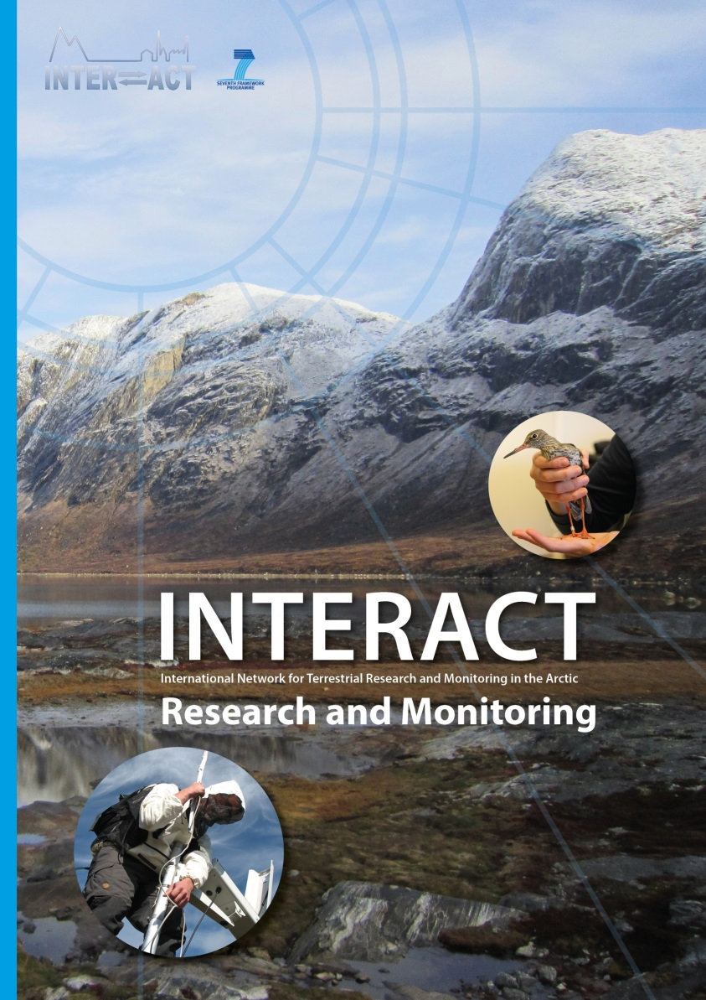 INTER ACT
7
SEVENTH FRAMEWORK
PROGRAMME
INTERACT
International Network for Terrestrial Research and Monitoring in the Arctic
Research and Monitoring